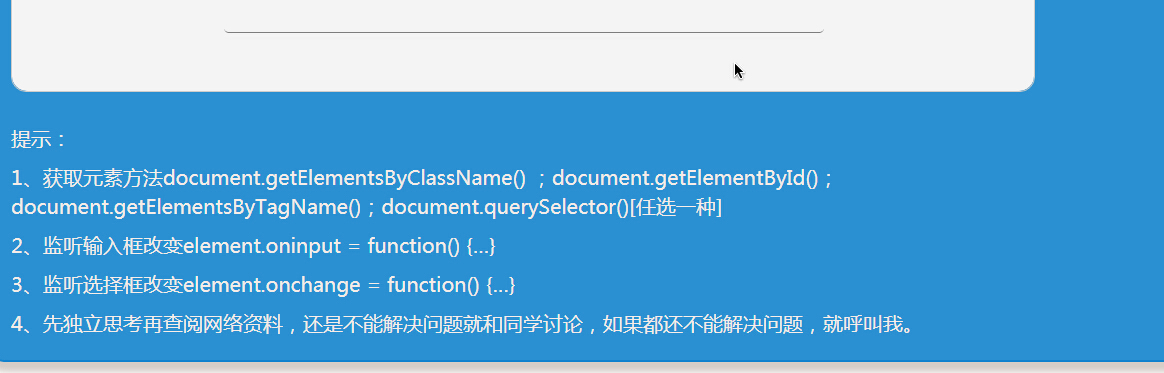 提示：
1、获取元素方法document.getElementsByClassName() ；document.getElementById()；
document.getElementsByTagName()；document.querySelector()[任选一种]
2、监听输入框改变element.oninput = function() {...}
3、监听选择框改变element.onchange = function() {...}
4、先独立思考再查阅网络资料，还是不能解决问题就和同学讨论，如果都还不能解决问题，就呼叫我。